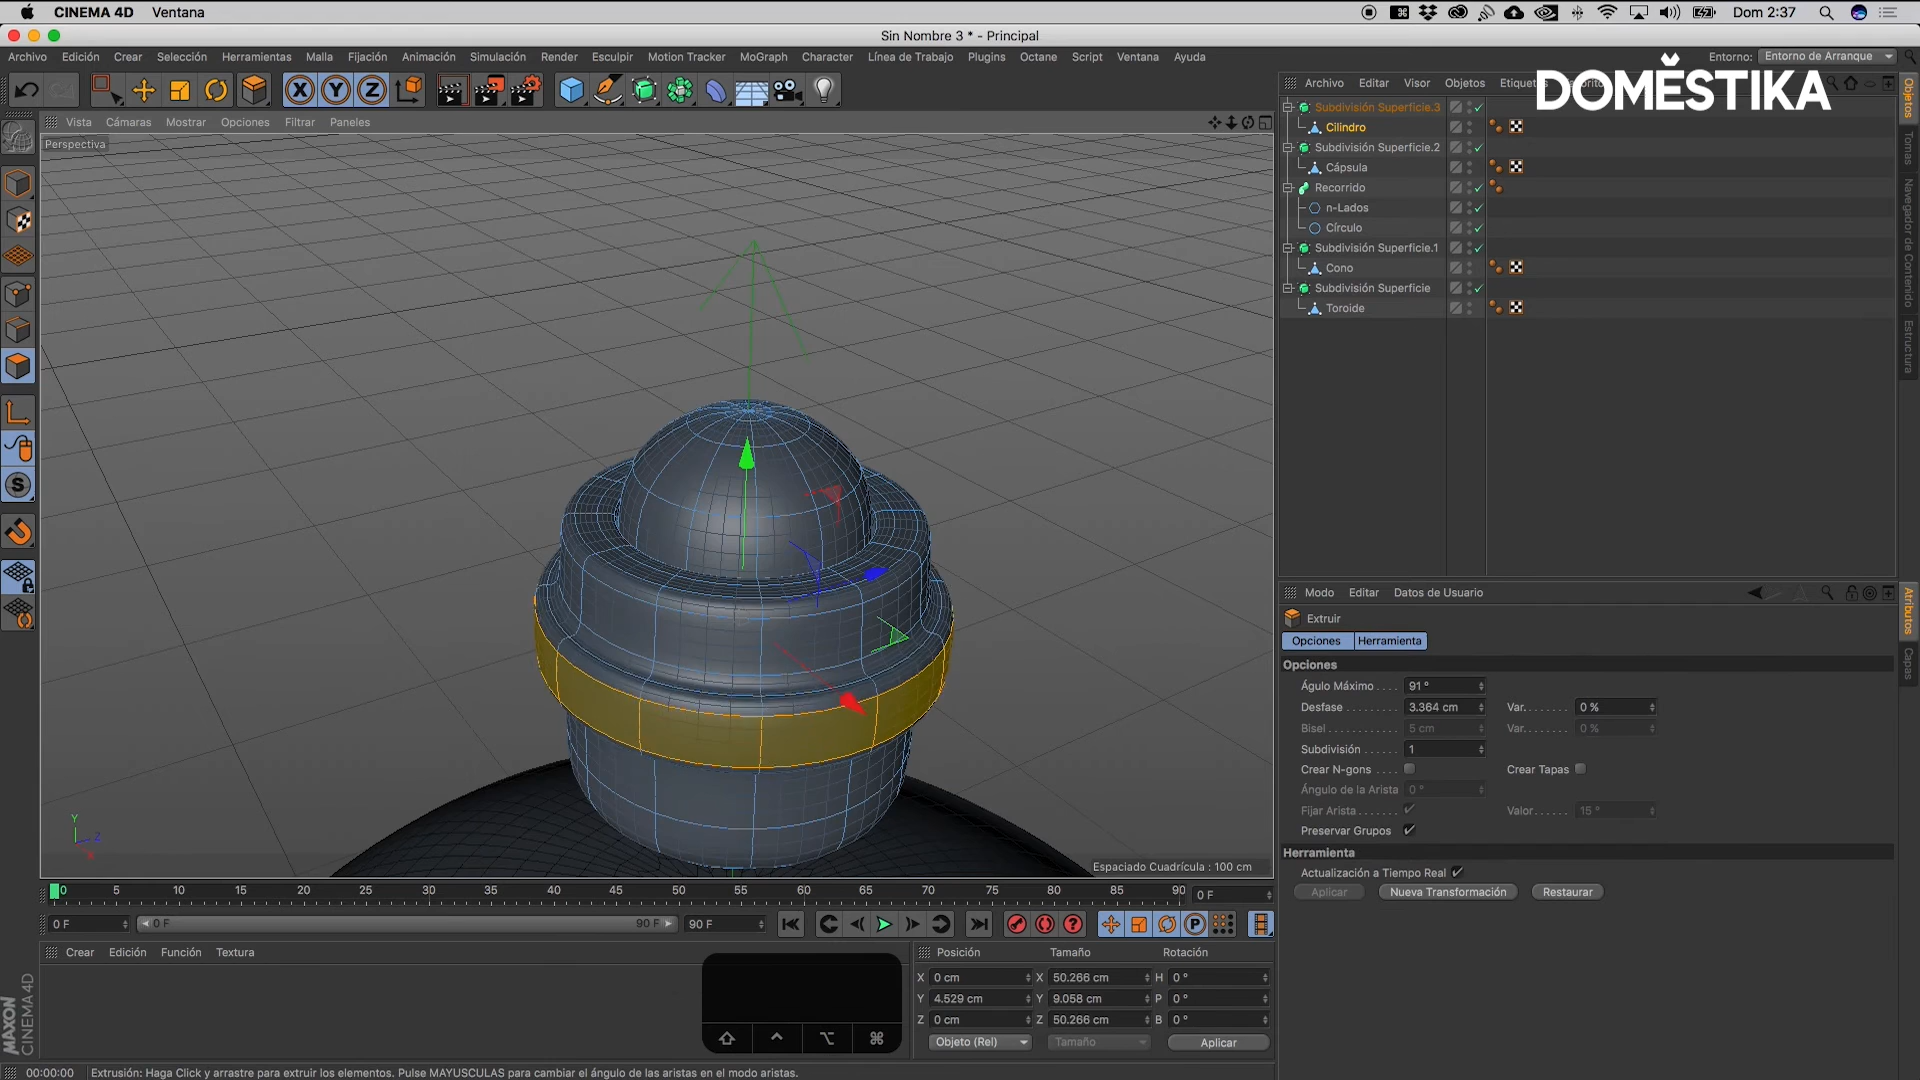 CINEMA 4D Ventana
Dom 2:37
Sin Nombre 3 * - Principal
Archivo Edición Crear Selección Herramientas Malla Fijación Animación Simulación Render Esculpir Motion Tracker MoGraph Character Línea de Trabajo Plugins Octane Script Ventana Ayuda
Entorno: Entorno de Arranque
DOMĚSTIKA
Vista Cámaras Mostrar Opciones Filtrar Paneles
Perspectiva
Archivo Editar Visor Objetos
Subdivisión Superficie.3
Cilindro
Subdivisión Superficie.2
Cápsula
Recorrido
n-Lados
Círculo
Subdivisión Superficie.1
Cono
Subdivisión Superficie
Toroide
Objetos
Tomas
Navegador de Contenido
Estructura
Modo Editar Datos de Usuario
Extruir
Opciones Herramienta
Opciones
Águlo Máximo . . . . 91 °
Desfase . . . . . . . . . 3.364 cm Var. . . . . . . . 0 %
Bisel . . . . . . . . . . . . 5 cm Var. . . . . . . . 0 %
Subdivisión . . . . . . 1
Crear N-gons . . . . Crear Tapas
Ángulo de la Arista 0 °
Fijar Arista . . . . . . . Valor . . . . . . 15 °
Preservar Grupos
Herramienta
Actualización a Tiempo Real
Aplicar Nueva Transformación Restaurar
Atributos
Capas
Y
Z
X
Espaciado Cuadrícula : 100 cm
0 5 10 15 20 25 30 35 40 45 50 55 60 65 70 75 80 85 90 0 F
0 F 0 F 90 F 90 F
Crear Edición Función Textura
Posición Tamaño Rotación
X 0 cm X 50.266 cm H 0 °
Y 4.529 cm Y 9.058 cm P 0 °
Z 0 cm Z 50.266 cm B 0 °
Objeto (Rel) Tamaño Aplicar
MAXON
CINEMA 4D
00:00:00 Extrusión: Haga Click y arrastre para extruir los elementos. Pulse MAYUSCULAS para cambiar el ángulo de las aristas en el modo aristas.